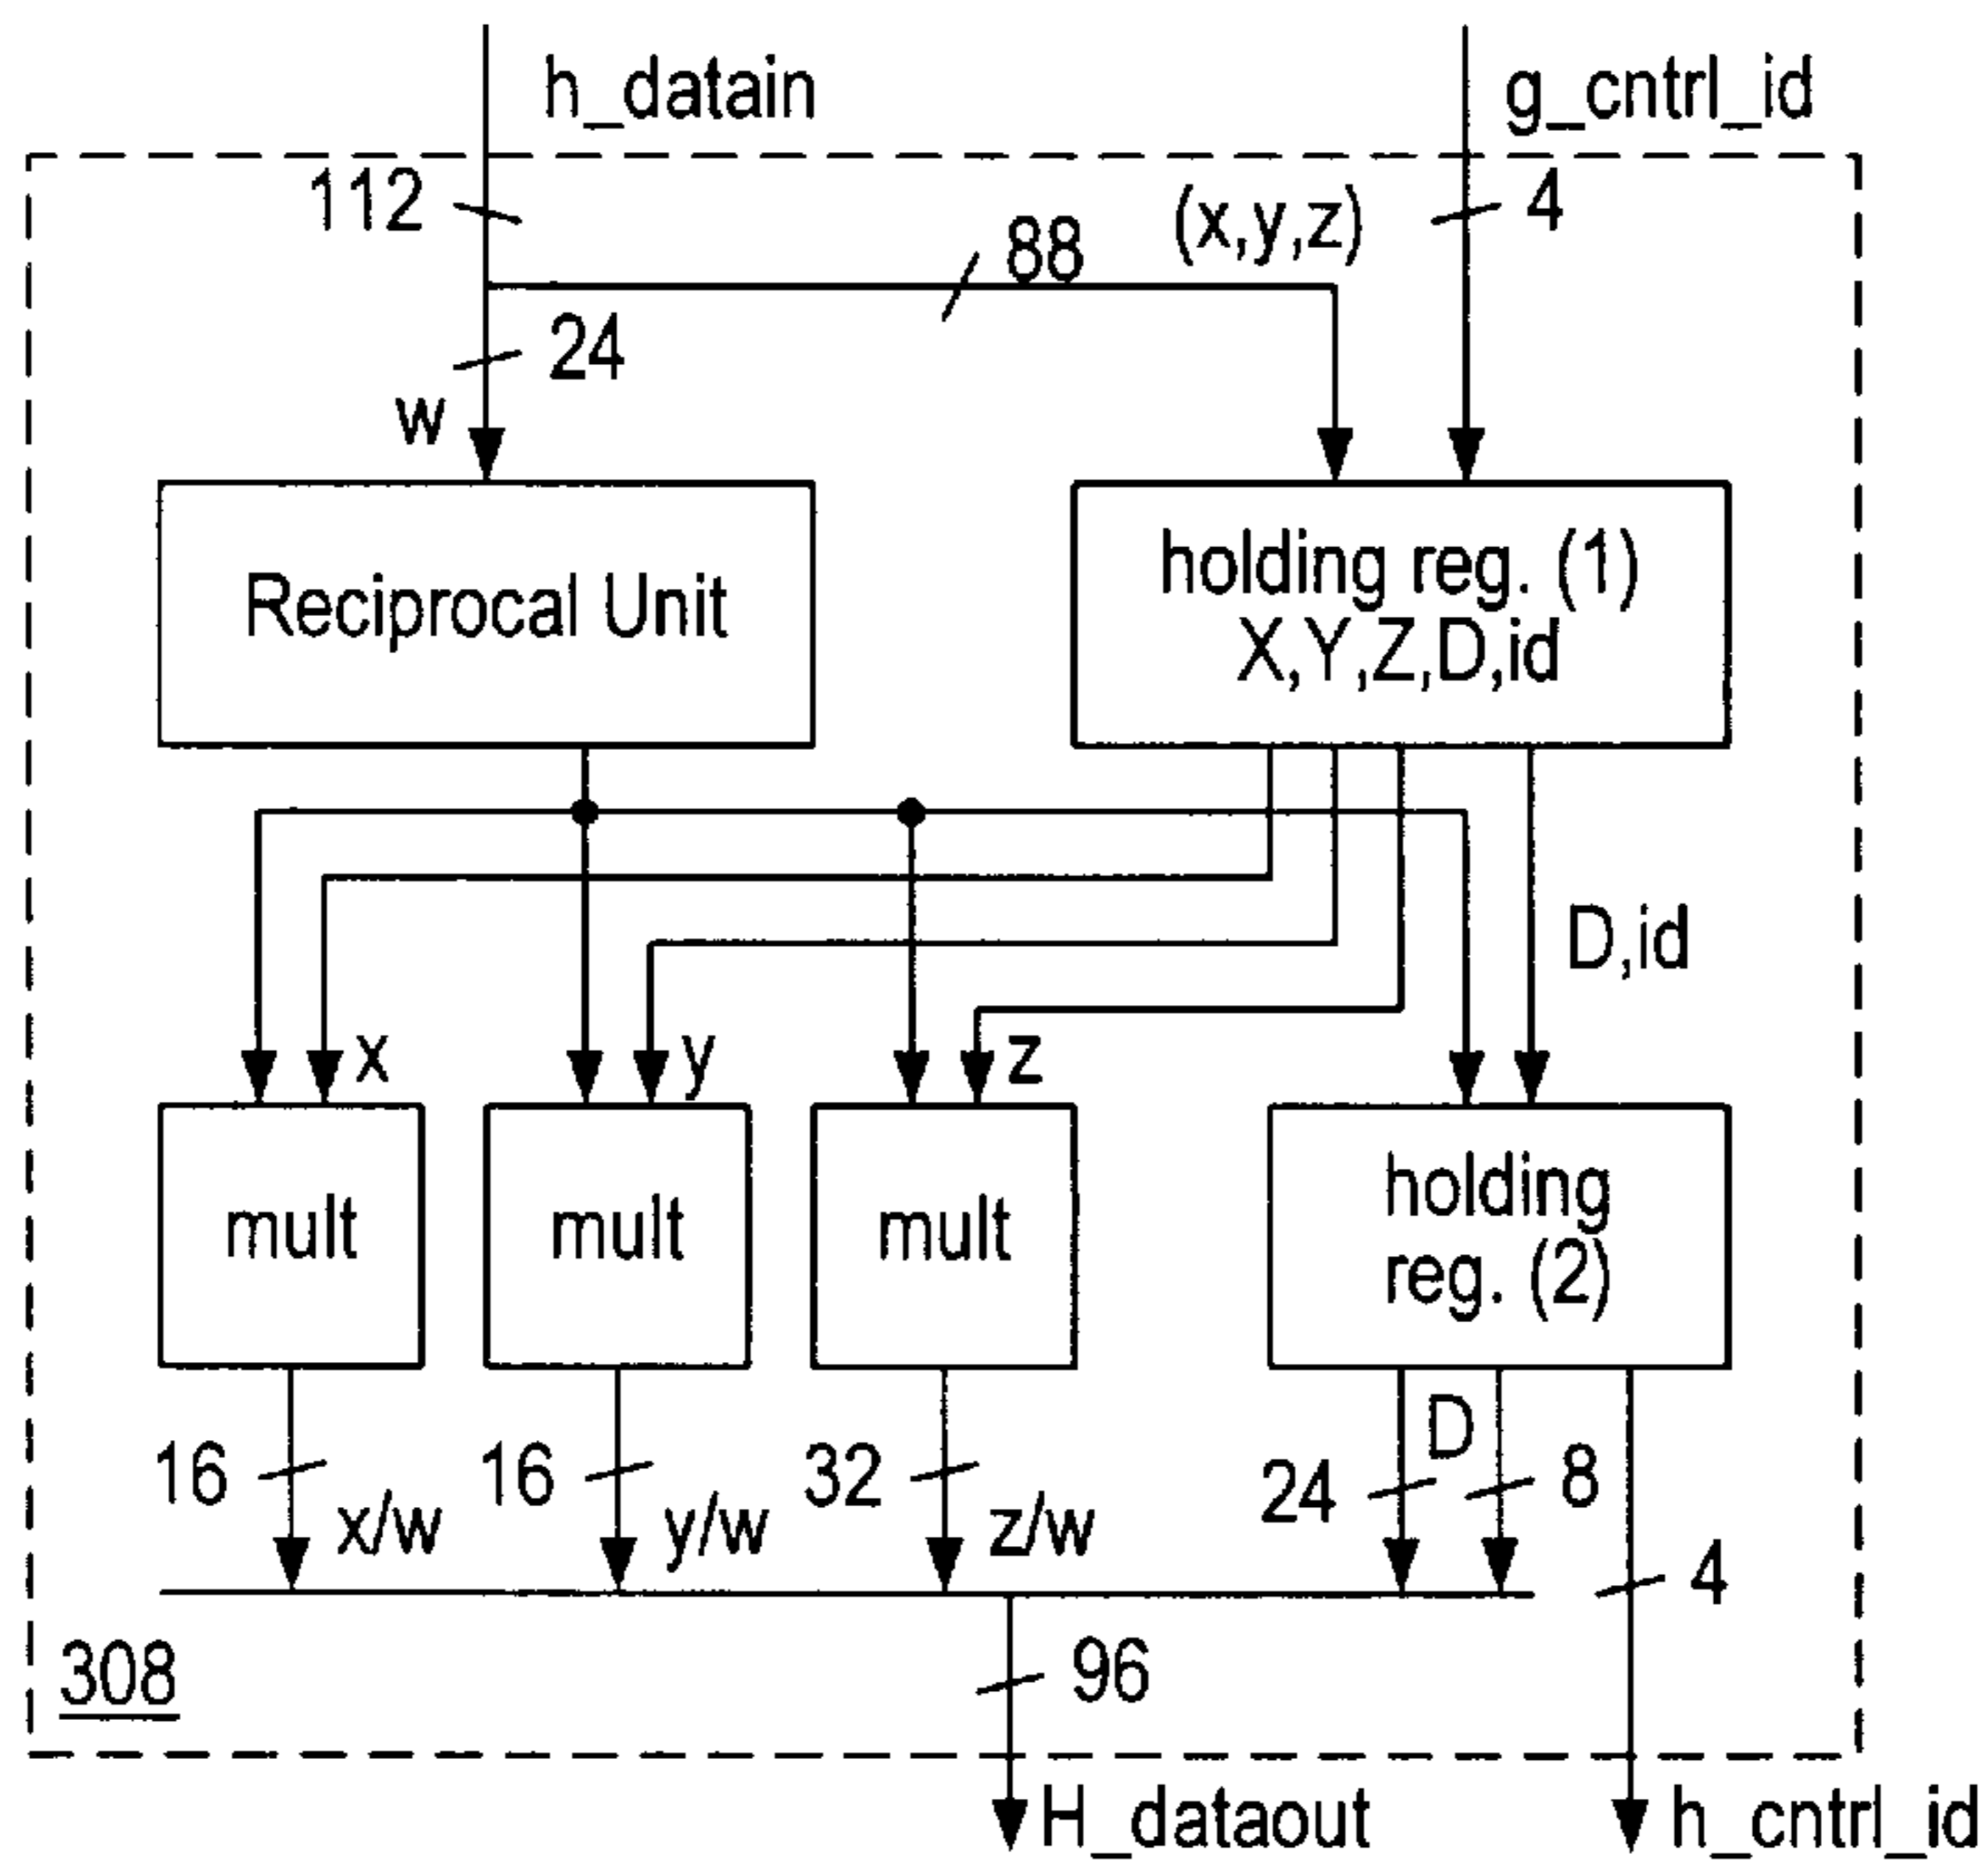 h_datain
g_cntrl_id
112
4
(x,y,z)
88
24
w
Reciprocal Unit
holding reg. (1)
X,Y,Z,D,id
D,id
x
y
z
mult
mult
mult
holding
reg. (2)
16
16
32
24
D
8
x/w
y/w
z/w
4
308
96
H_dataout
h_cntrl_id